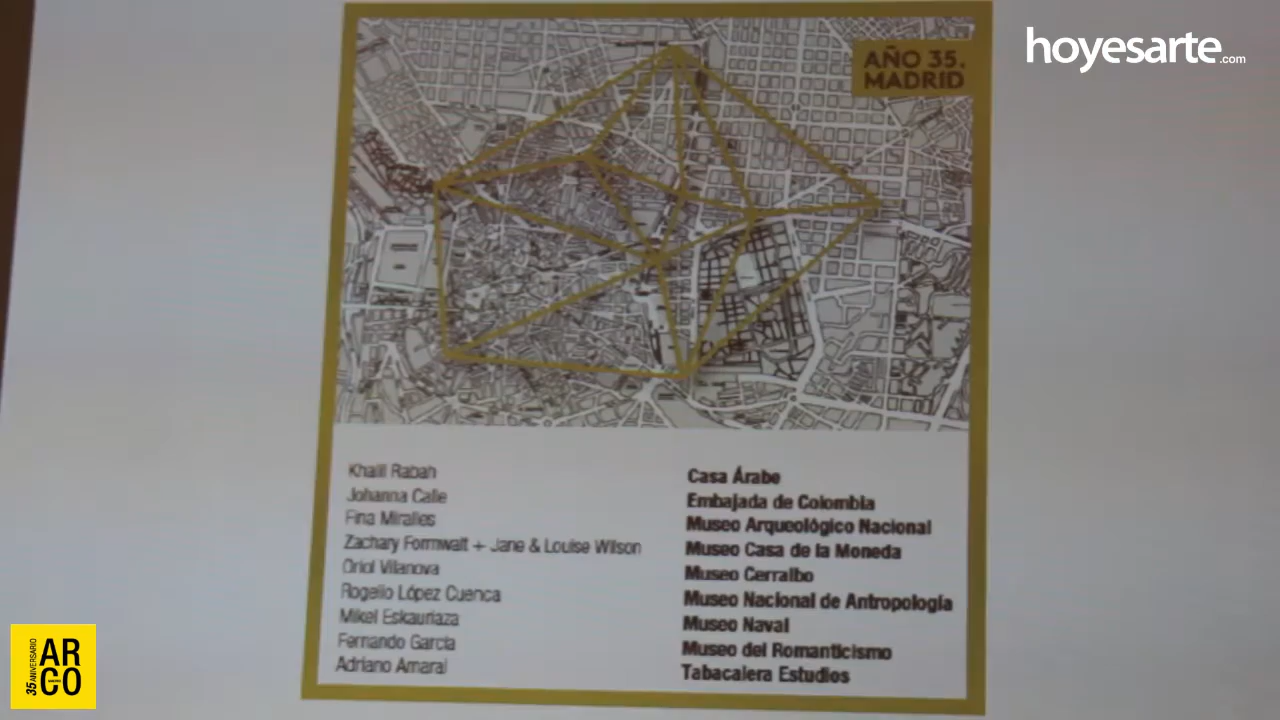 hoyesarte.com
AÑO 35.
MADRID
Khalil Rabah
Johanna Calle
Fina Miralles
Zachary Formwalt + Jane & Louise Wilson
Oriol Vilanova
Rogelio López Cuenca
Mikel Eskauriaza
Fernando García
Adriano Amaral
Casa Árabe
Embajada de Colombia
Museo Arqueológico Nacional
Museo Casa de la Moneda
Museo Cerralbo
Museo Nacional de Antropología
Museo Naval
Museo del Romanticismo
Tabacalera Estudios
35 ANIVERSARIO
AR
CO